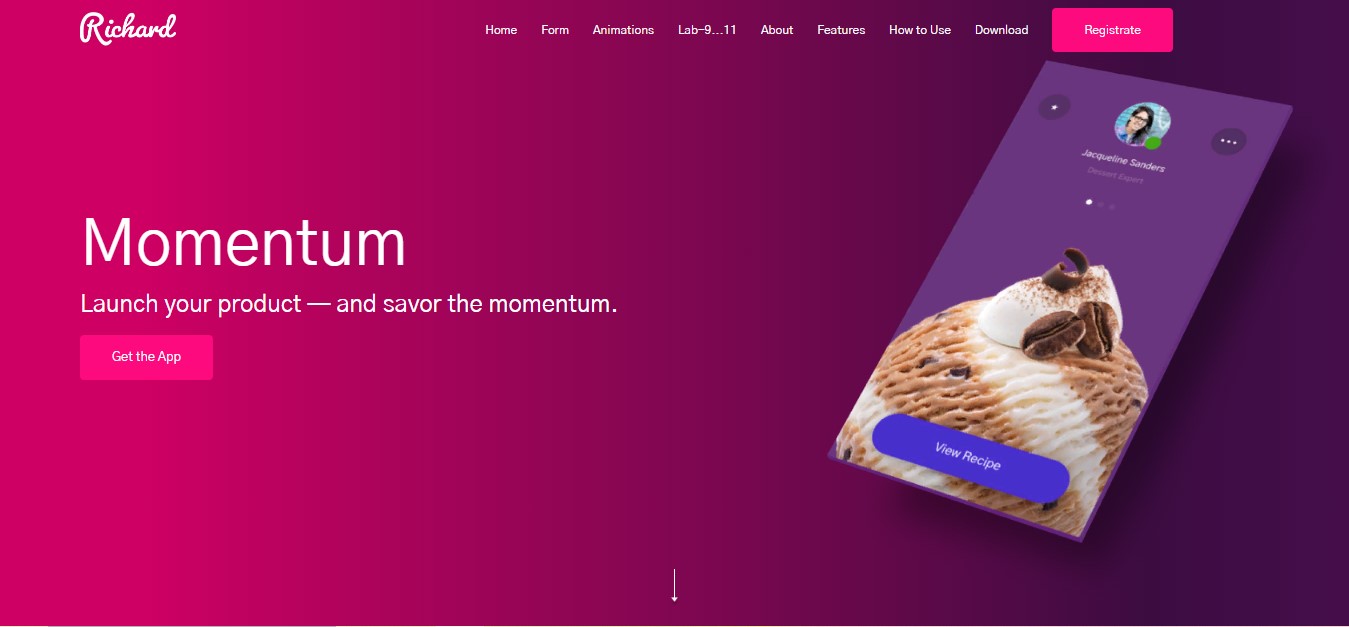 Richard
Home Form Animations Lab-9...11 About Features How to Use Download Registrate
Jacqueline Sanders
Dessert Expert
Momentum
Launch your product — and savor the momentum.
Get the App
View Recipe